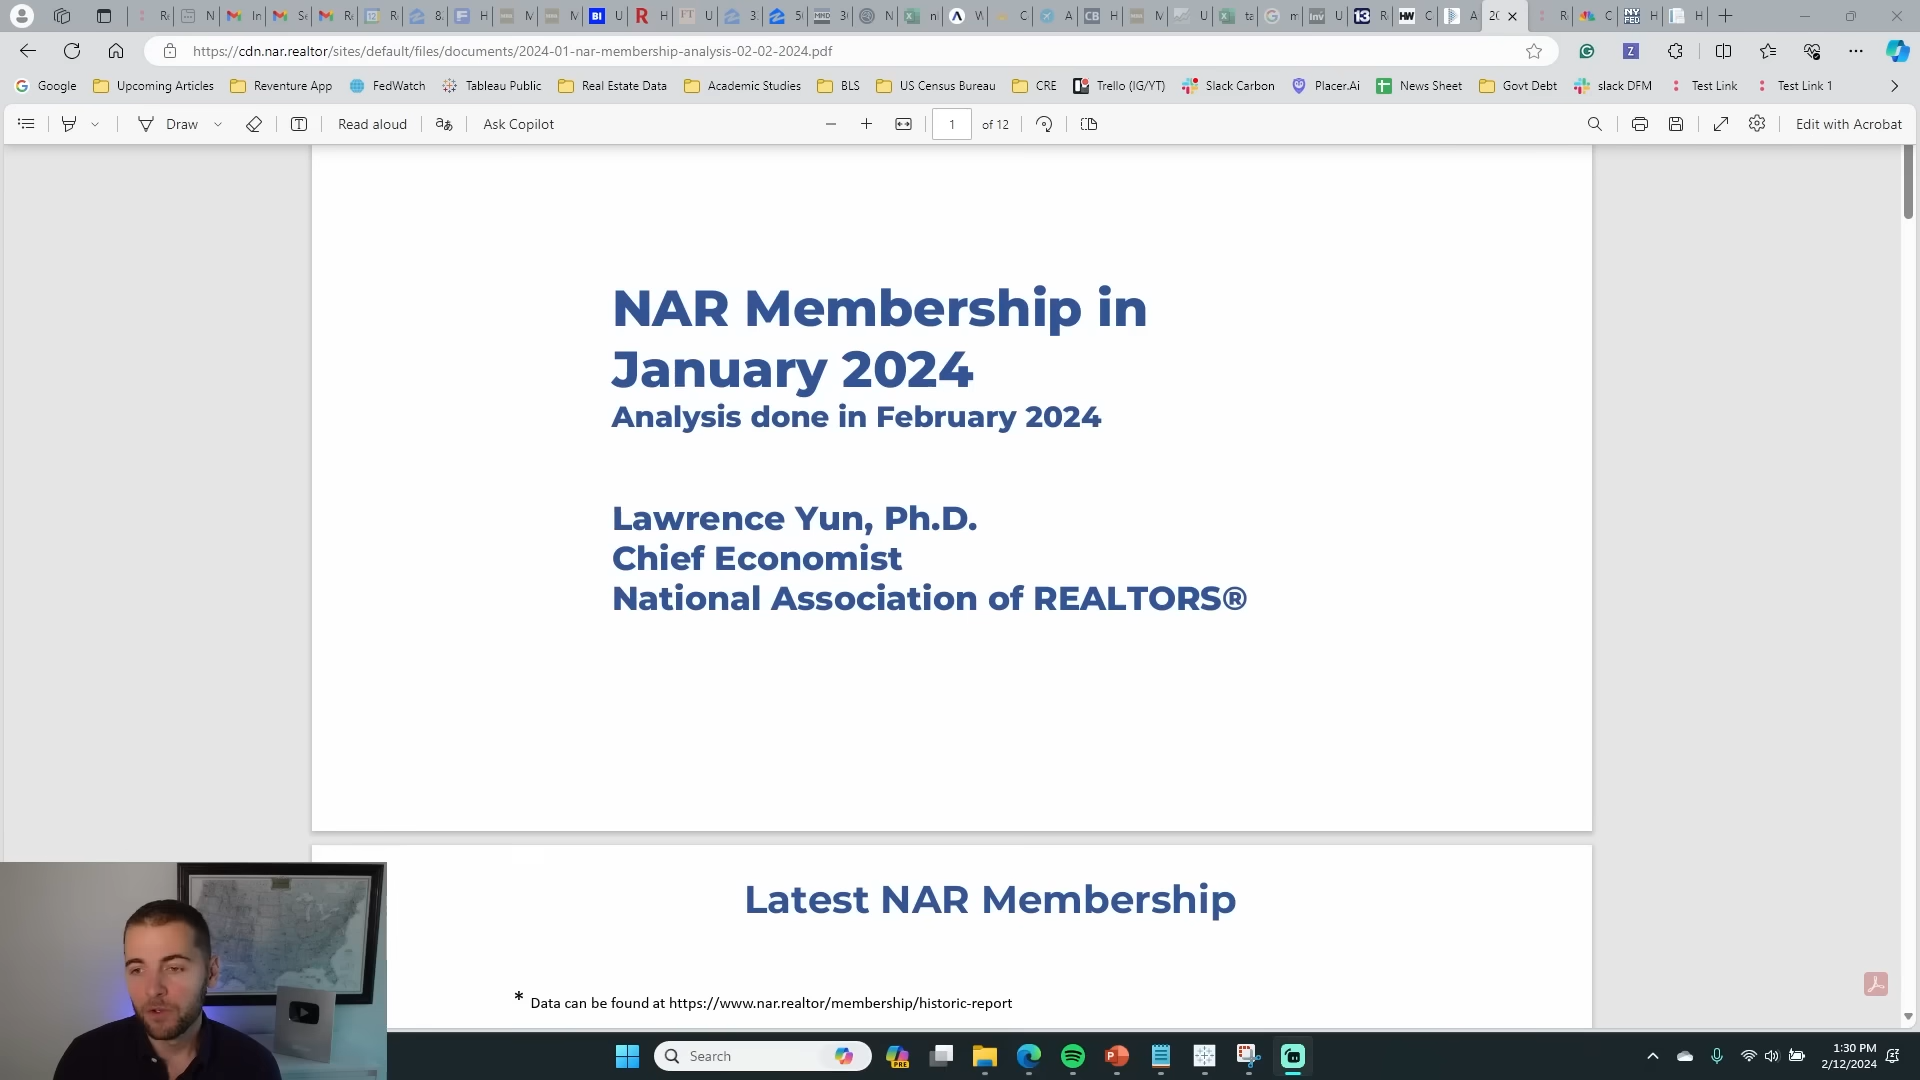 https://cdn.nar.realtor/sites/default/files/documents/2024-01-nar-membership-analysis-02-02-2024.pdf
Google Upcoming Articles Reventure App FedWatch Tableau Public Real Estate Data Academic Studies BLS US Census Bureau CRE Trello (IG/YT) Slack Carbon Placer.Ai News Sheet Govt Debt slack DFM Test Link Test Link 1
Draw Read aloud Ask Copilot 1 of 12 Edit with Acrobat
NAR Membership in
January 2024
Analysis done in February 2024
Lawrence Yun, Ph.D.
Chief Economist
National Association of REALTORS®
Latest NAR Membership
* Data can be found at https://www.nar.realtor/membership/historic-report
Search
1:30 PM
2/12/2024